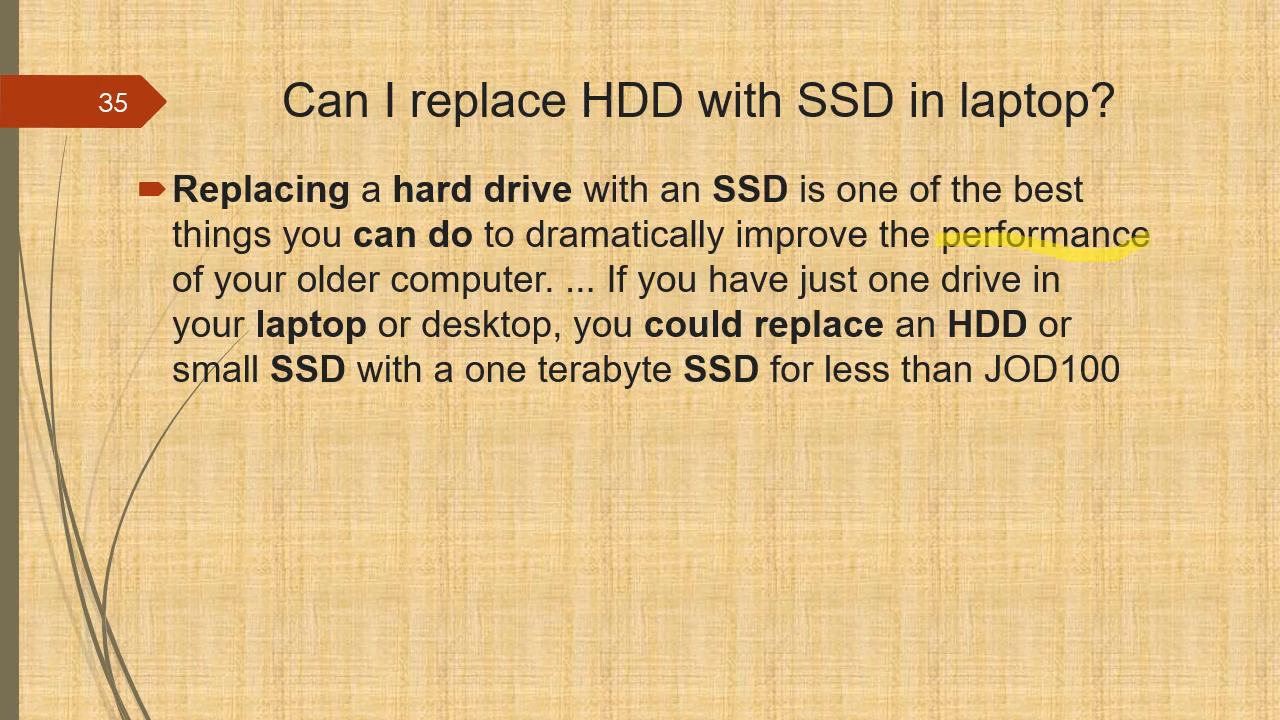 35
Can I replace HDD with SSD in laptop?
Replacing a hard drive with an SSD is one of the best
things you can do to dramatically improve the performance
of your older computer. ... If you have just one drive in
your laptop or desktop, you could replace an HDD or
small SSD with a one terabyte SSD for less than JOD100